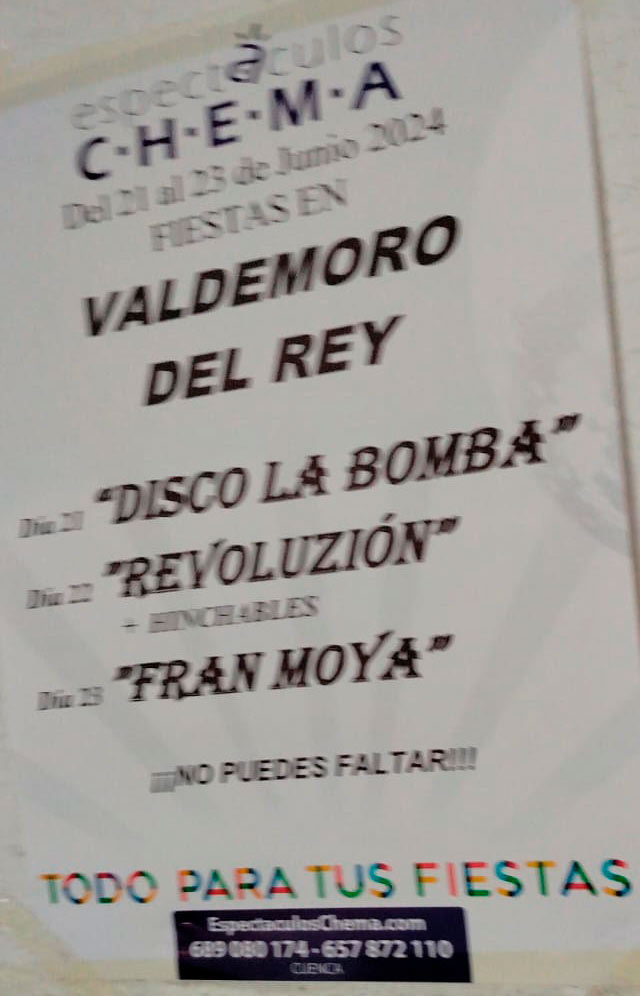 espectáculos
C·H·E·M·A
Del 21 al 23 de Junio 2024
FIESTAS EN
VALDEMORO
DEL REY
Día 21 "DISCO LA BOMBA"
Día 22 "REVOLUZIÓN"
+ HINCHABLES
Día 23 "FRAN MOYA"
¡¡¡NO PUEDES FALTAR!!!
TODO PARA TUS FIESTAS
EspectaculosChema.com
689 080 174 - 657 872 110
CUENCA